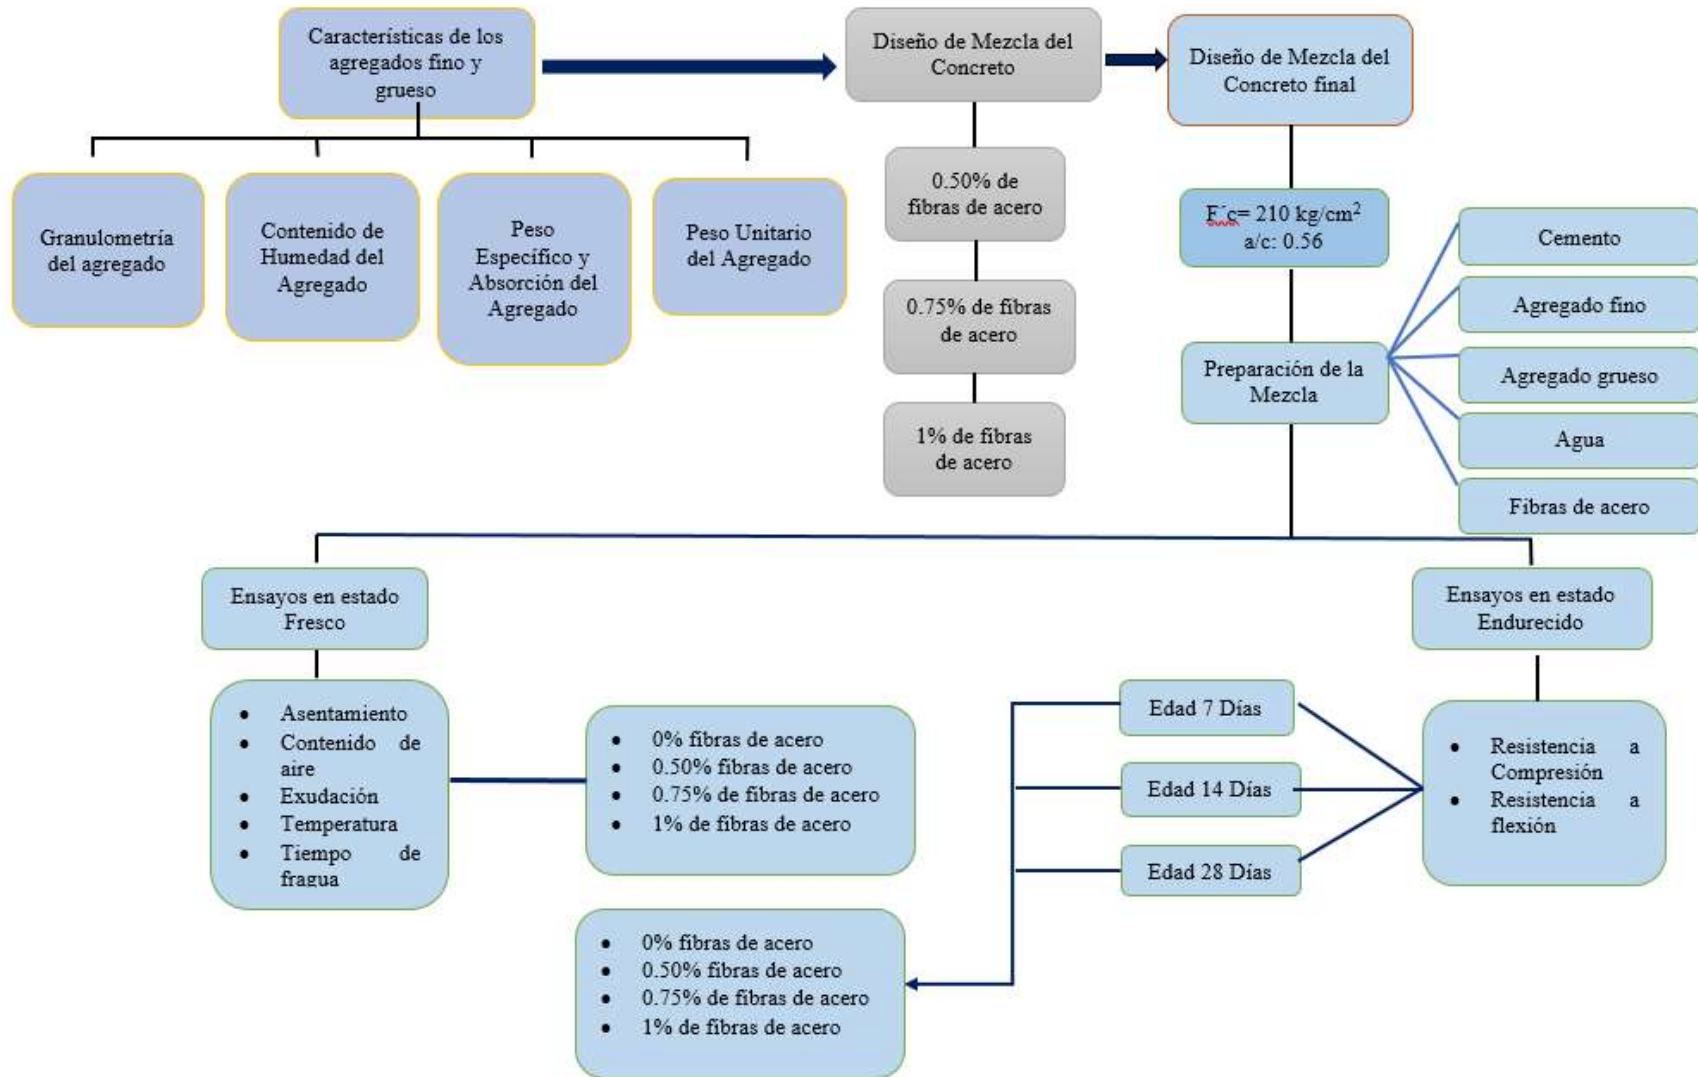 Características de los
agregados fino y
grueso
Diseño de Mezcla del
Concreto
Diseño de Mezcla del
Concreto final
Granulometría
del agregado
Contenido de
Humedad del
Agregado
Peso
Específico y
Absorción del
Agregado
Peso Unitario
del Agregado
0.50% de
fibras de acero
0.75% de fibras
de acero
1% de fibras
de acero
F´c= 210 kg/cm²
a/c: 0.56
Preparación de la
Mezcla
Cemento
Agregado fino
Agregado grueso
Agua
Fibras de acero
Ensayos en estado
Fresco
• Asentamiento
• Contenido de
aire
• Exudación
• Temperatura
• Tiempo de
fragua
• 0% fibras de acero
• 0.50% fibras de acero
• 0.75% de fibras de acero
• 1% de fibras de acero
Ensayos en estado
Endurecido
• Resistencia a
Compresión
• Resistencia a
flexión
Edad 7 Días
Edad 14 Días
Edad 28 Días
• 0% fibras de acero
• 0.50% fibras de acero
• 0.75% de fibras de acero
• 1% de fibras de acero